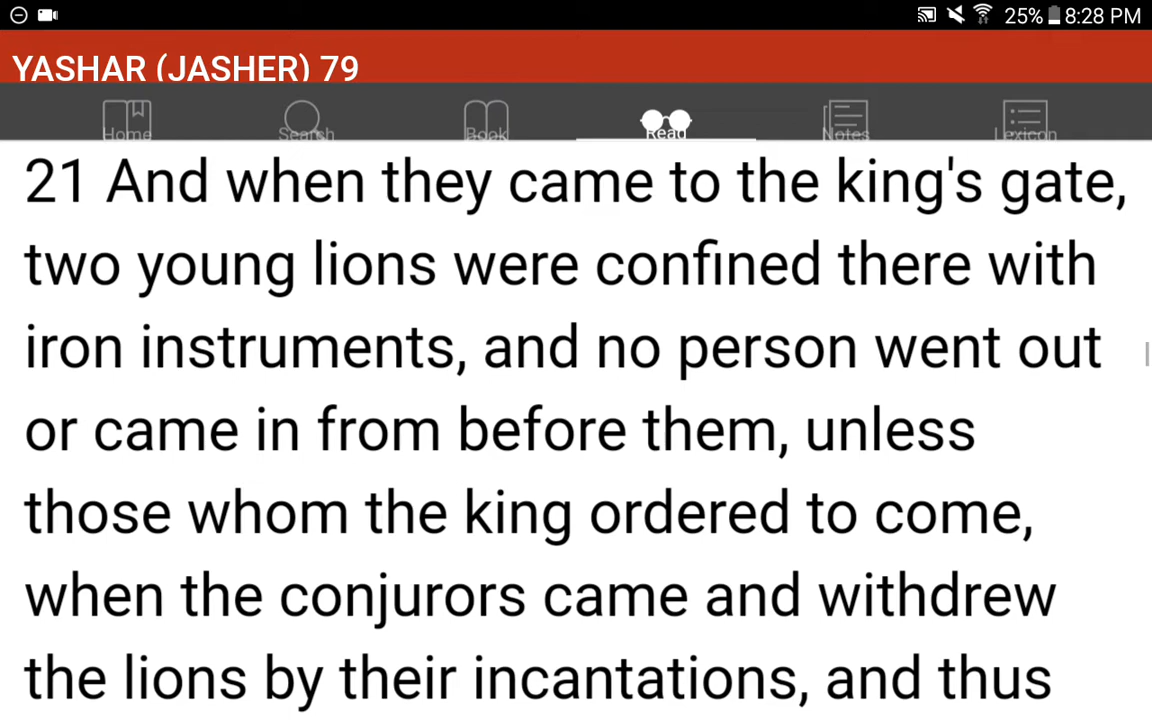 25% 8:28 PM
YASHAR (JASHER) 79
Home Search Book Read Notes Lexicon
21 And when they came to the king's gate,
two young lions were confined there with
iron instruments, and no person went out
or came in from before them, unless
those whom the king ordered to come,
when the conjurors came and withdrew
the lions by their incantations, and thus